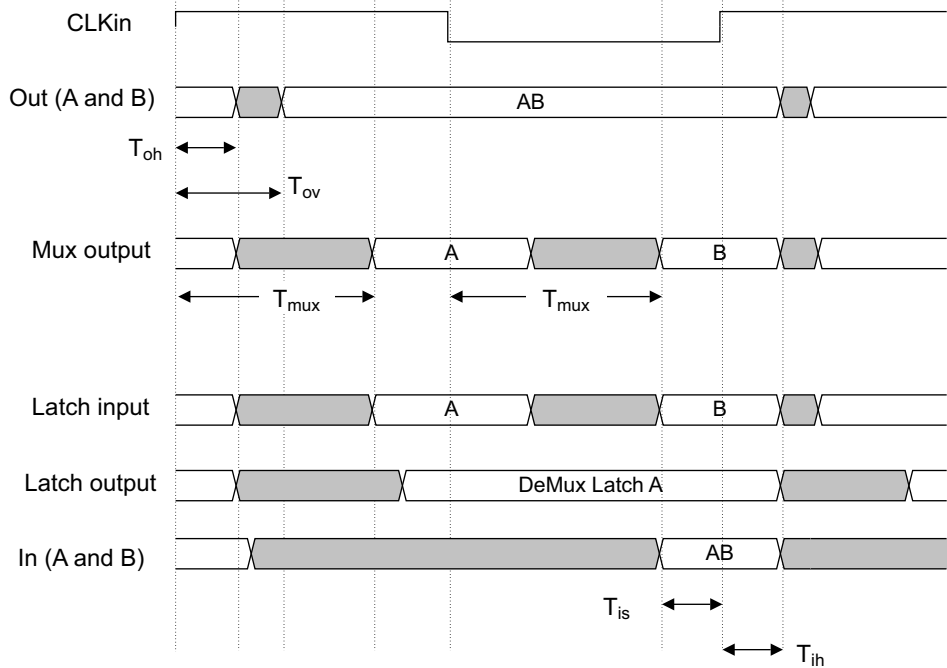 CLKin
Out (A and B)
AB
Toh
Tov
Mux output
A
B
Tmux
Tmux
Latch input
A
B
Latch output
DeMux Latch A
In (A and B)
AB
Tis
Tih